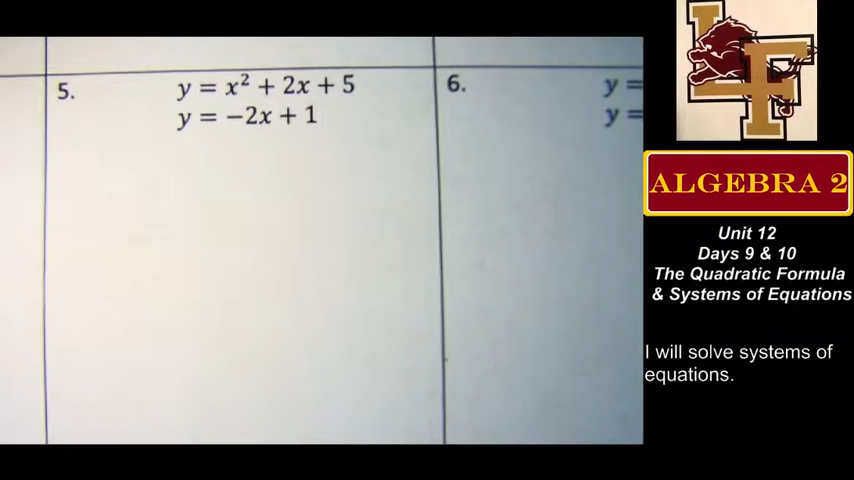 5.
y = x² + 2x + 5
y = −2x + 1
6.
y =
y =
LF
ALGEBRA 2
Unit 12
Days 9 & 10
The Quadratic Formula
& Systems of Equations
I will solve systems of
equations.